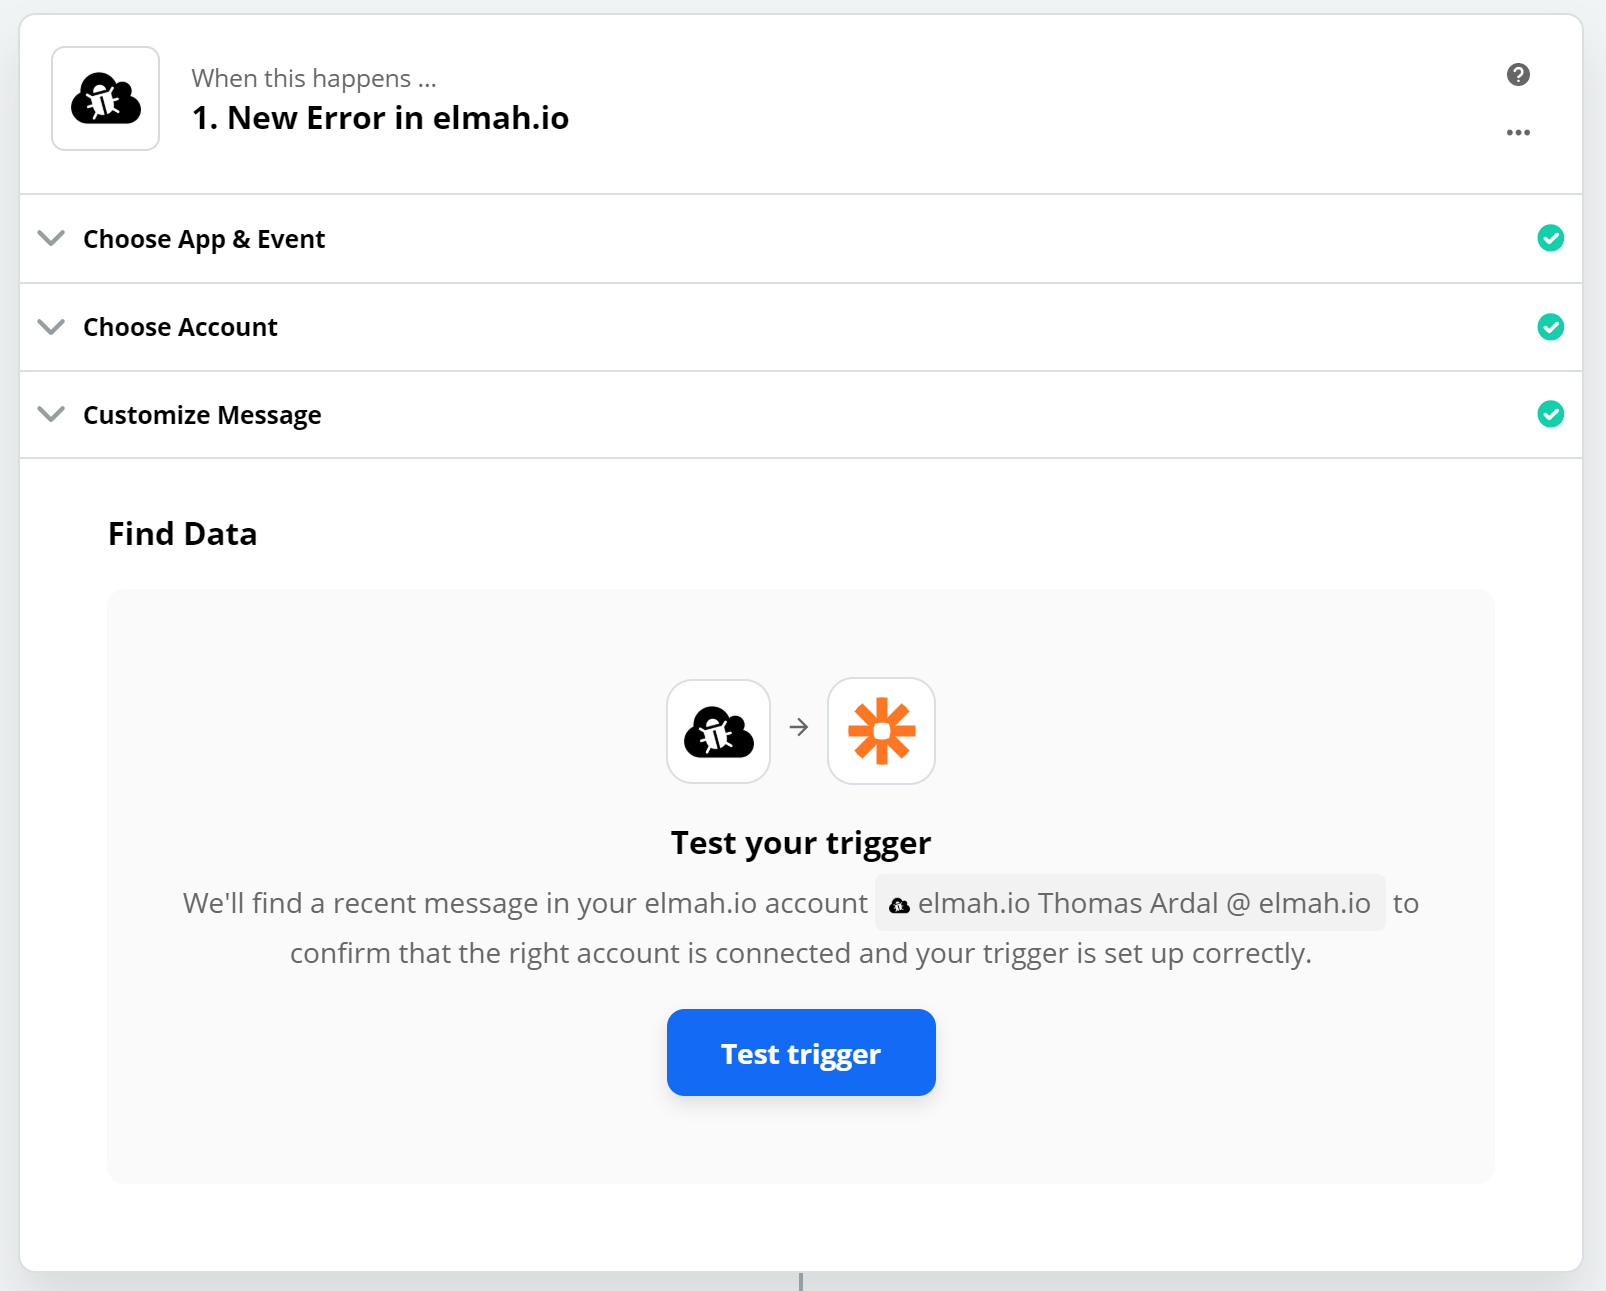 When this happens ...
1. New Error in elmah.io
Choose App & Event
Choose Account
Customize Message
Find Data
Test your trigger
We'll find a recent message in your elmah.io account elmah.io Thomas Ardal @ elmah.io to
confirm that the right account is connected and your trigger is set up correctly.
Test trigger